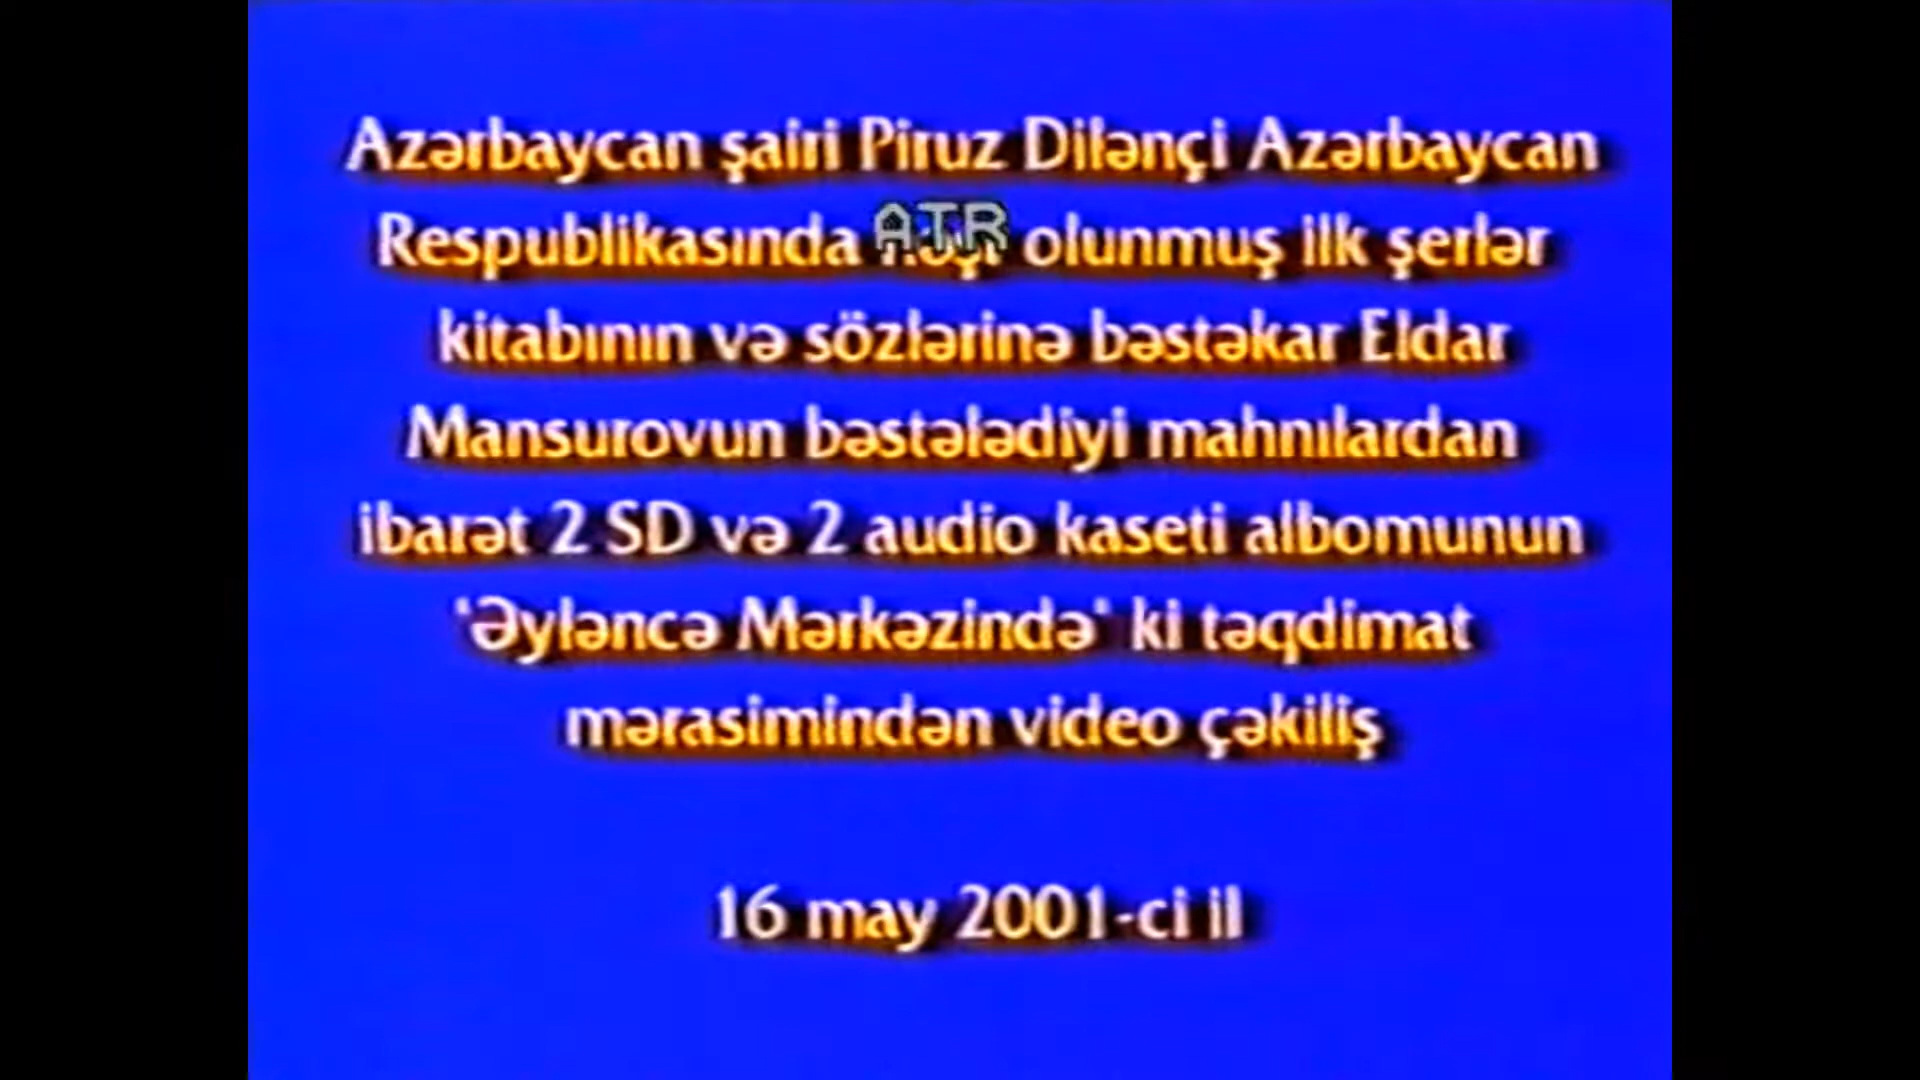 Azərbaycan şairi Piruz Dilənçi Azərbaycan
Respublikasında ATR olunmuş ilk şerlər
kitabının və sözlərinə bəstəkar Eldar
Mansurovun bəstələdiyi mahnılardan
ibarət 2 SD və 2 audio kaseti albomunun
"Əyləncə Mərkəzində" ki təqdimat
mərasimindən video çəkiliş
16 may 2001-ci il